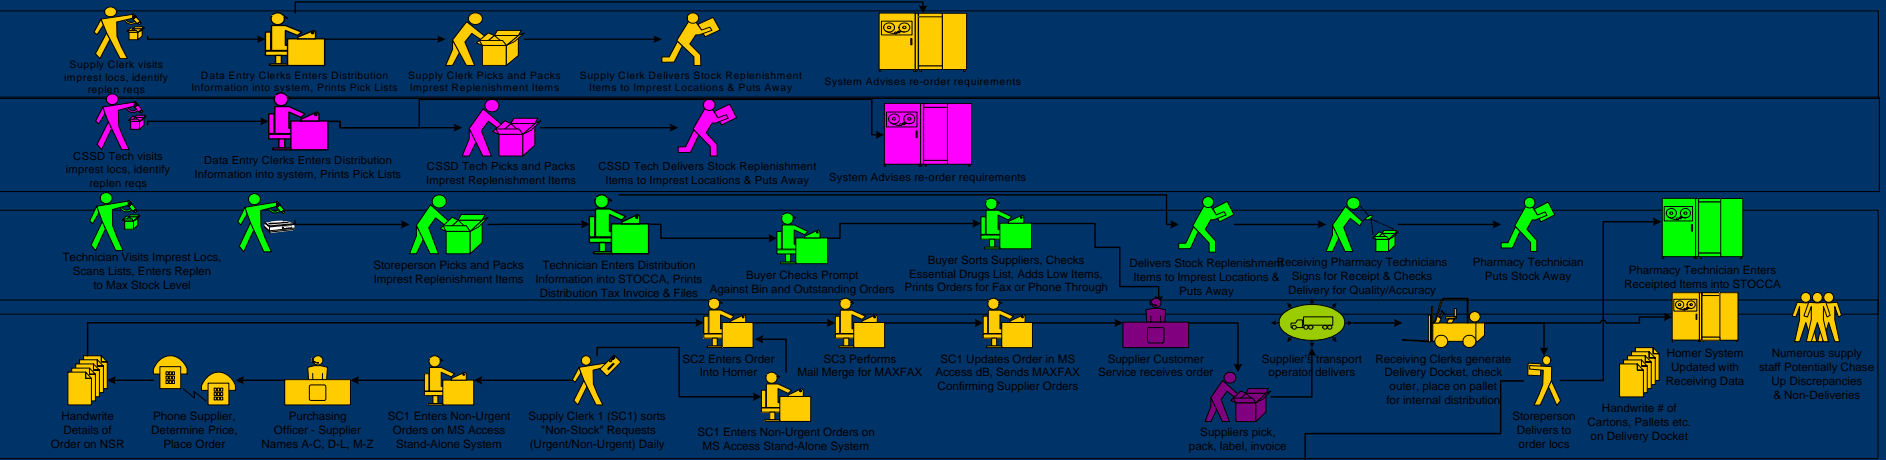 Supply Clerk visits
imprest locs, identify
replen reqs
Data Entry Clerks Enters Distribution
Information into system, Prints Pick Lists
Supply Clerk Picks and Packs
Imprest Replenishment Items
Supply Clerk Delivers Stock Replenishment
Items to Imprest Locations & Puts Away
System Advises re-order requirements
CSSD Tech visits
imprest locs, identify
replen reqs
Data Entry Clerks Enters Distribution
Information into system, Prints Pick Lists
CSSD Tech Picks and Packs
Imprest Replenishment Items
CSSD Tech Delivers Stock Replenishment
Items to Imprest Locations & Puts Away
System Advises re-order requirements
Technician Visits Imprest Locs,
Scans Lists, Enters Replen
to Max Stock Level
Storeperson Picks and Packs
Imprest Replenishment Items
Technician Enters Distribution
Information into STOCCA, Prints
Distribution Tax Invoice & Files
Buyer Checks Prompt
Against Bin and Outstanding Orders
Buyer Sorts Suppliers, Checks
Essential Drugs List, Adds Low Items,
Prints Orders for Fax or Phone Through
Delivers Stock Replenishment
Items to Imprest Locations &
Puts Away
Receiving Pharmacy Technicians
Signs for Receipt & Checks
Delivery for Quality/Accuracy
Pharmacy Technician
Puts Stock Away
Pharmacy Technician Enters
Receipted Items into STOCCA
SC2 Enters Order
Into Homer
SC3 Performs
Mail Merge for MAXFAX
SC1 Updates Order in MS
Access dB, Sends MAXFAX
Confirming Supplier Orders
Supplier Customer
Service receives order
Supplier's transport
operator delivers
Receiving Clerks generate
Delivery Docket, check
outer, place on pallet
for internal distribution
Homer System
Updated with
Receiving Data
Numerous supply
staff Potentially Chase
Up Discrepancies
& Non-Deliveries
Handwrite
Details of
Order on NSR
Phone Supplier,
Determine Price,
Place Order
Purchasing
Officer - Supplier
Names A-C, D-L, M-Z
SC1 Enters Non-Urgent
Orders on MS Access
Stand-Alone System
Supply Clerk 1 (SC1) sorts
"Non-Stock" Requests
(Urgent/Non-Urgent) Daily
SC1 Enters Non-Urgent Orders on
MS Access Stand-Alone System
Suppliers pick,
pack, label, invoice
Storeperson
Delivers to
order locs
Handwrite # of
Cartons, Pallets etc.
on Delivery Docket